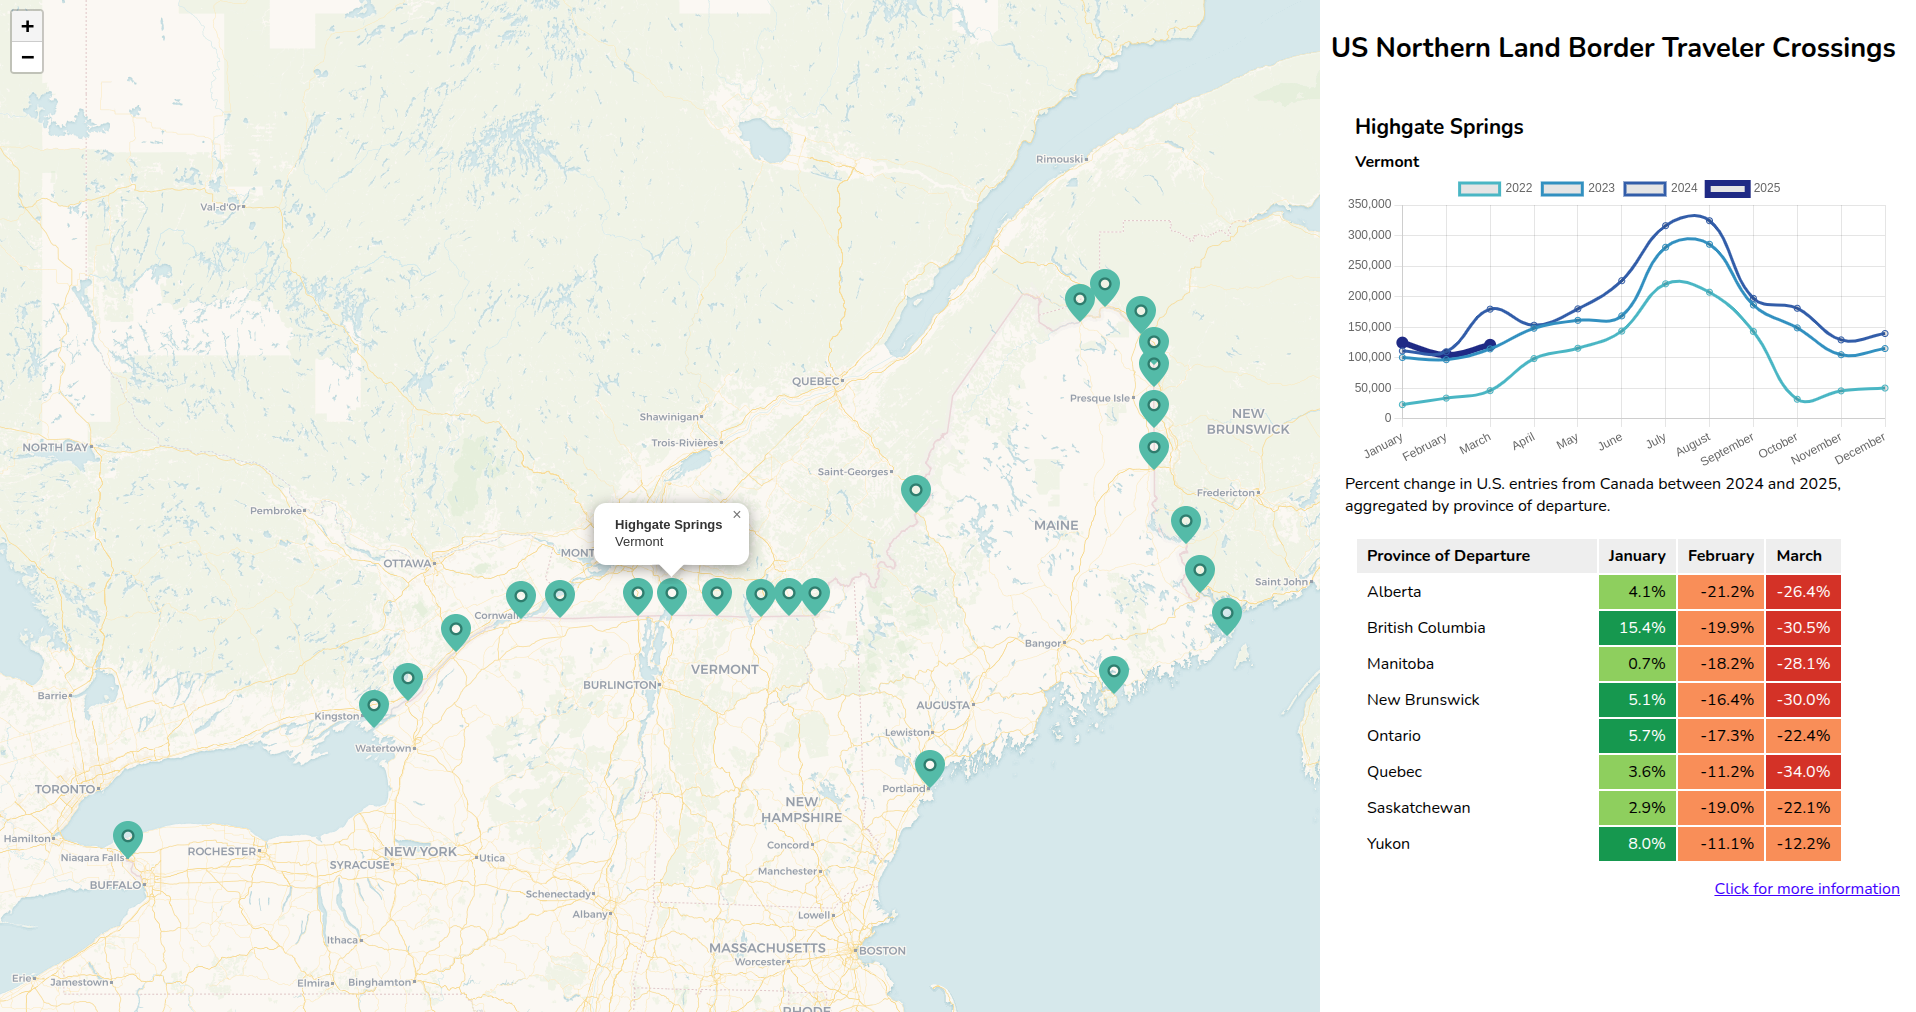 +
−
Rimouski
Val-d'Or
QUEBEC
Shawinigan
Presque Isle
NEW
BRUNSWICK
Trois-Rivières
NORTH BAY
Saint-Georges
Fredericton
Pembroke
MAINE
Highgate Springs
×
Vermont
MONT
OTTAWA
Saint John
Cornwall
Bangor
VERMONT
BURLINGTON
Barrie
AUGUSTA
Kingston
Lewiston
Watertown
TORONTO
Portland
NEW
HAMPSHIRE
Hamilton
Niagara Falls
ROCHESTER
NEW YORK
Utica
Concord
SYRACUSE
Manchester
BUFFALO
Schenectady
Albany
Lowell
Ithaca
MASSACHUSETTS
BOSTON
Worcester
Erie
Jamestown
Elmira
Binghamton
RHODE
US Northern Land Border Traveler Crossings
Highgate Springs
Vermont
2022 2023 2024 2025
350,000
300,000
250,000
200,000
150,000
100,000
50,000
0
January February March April May June July August September October November December
Percent change in U.S. entries from Canada between 2024 and 2025,
aggregated by province of departure.
Province of Departure January February March
Alberta 4.1% -21.2% -26.4%
British Columbia 15.4% -19.9% -30.5%
Manitoba 0.7% -18.2% -28.1%
New Brunswick 5.1% -16.4% -30.0%
Ontario 5.7% -17.3% -22.4%
Quebec 3.6% -11.2% -34.0%
Saskatchewan 2.9% -19.0% -22.1%
Yukon 8.0% -11.1% -12.2%
Click for more information